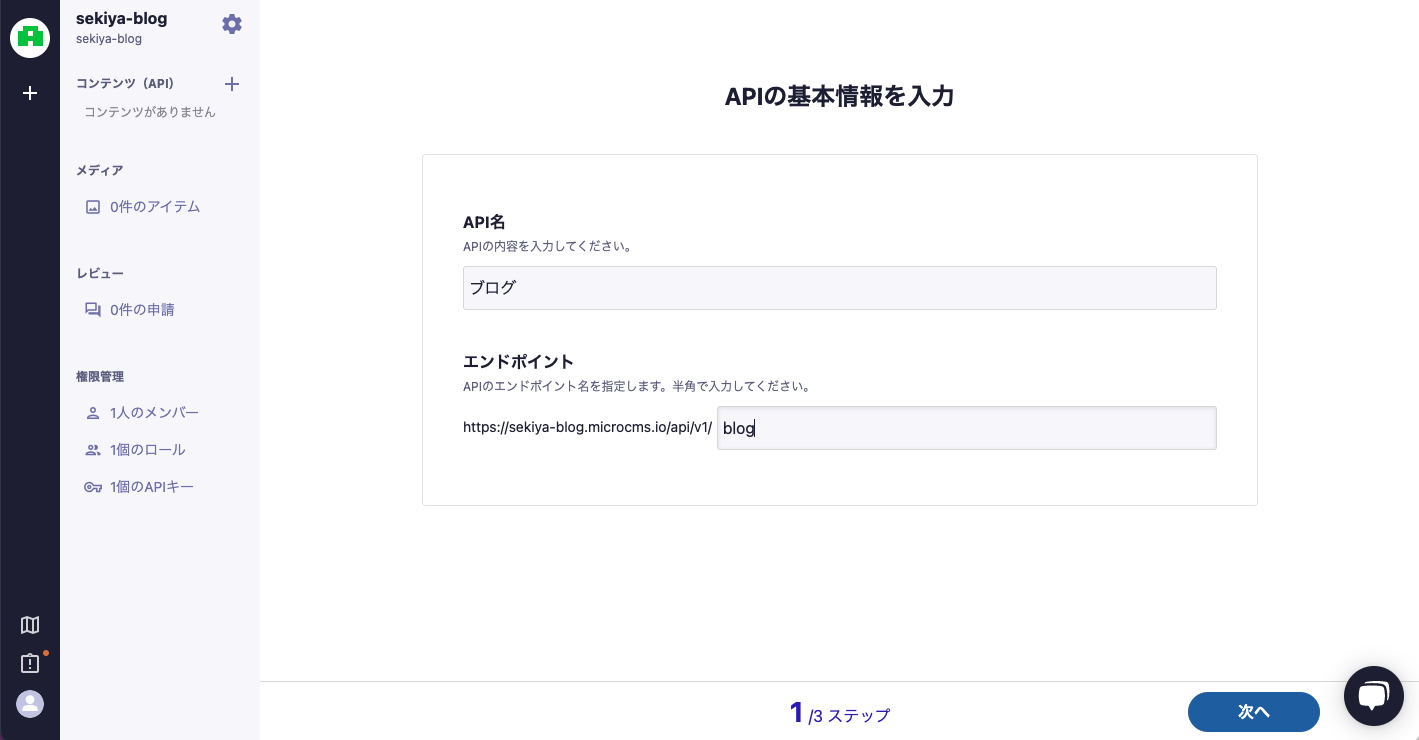 sekiya-blog
sekiya-blog
コンテンツ（API）
コンテンツがありません
メディア
0件のアイテム
レビュー
0件の申請
権限管理
1人のメンバー
1個のロール
1個のAPIキー
APIの基本情報を入力
API名
APIの内容を入力してください。
ブログ
エンドポイント
APIのエンドポイント名を指定します。半角で入力してください。
https://sekiya-blog.microcms.io/api/v1/ blog
1 /3 ステップ
次へ